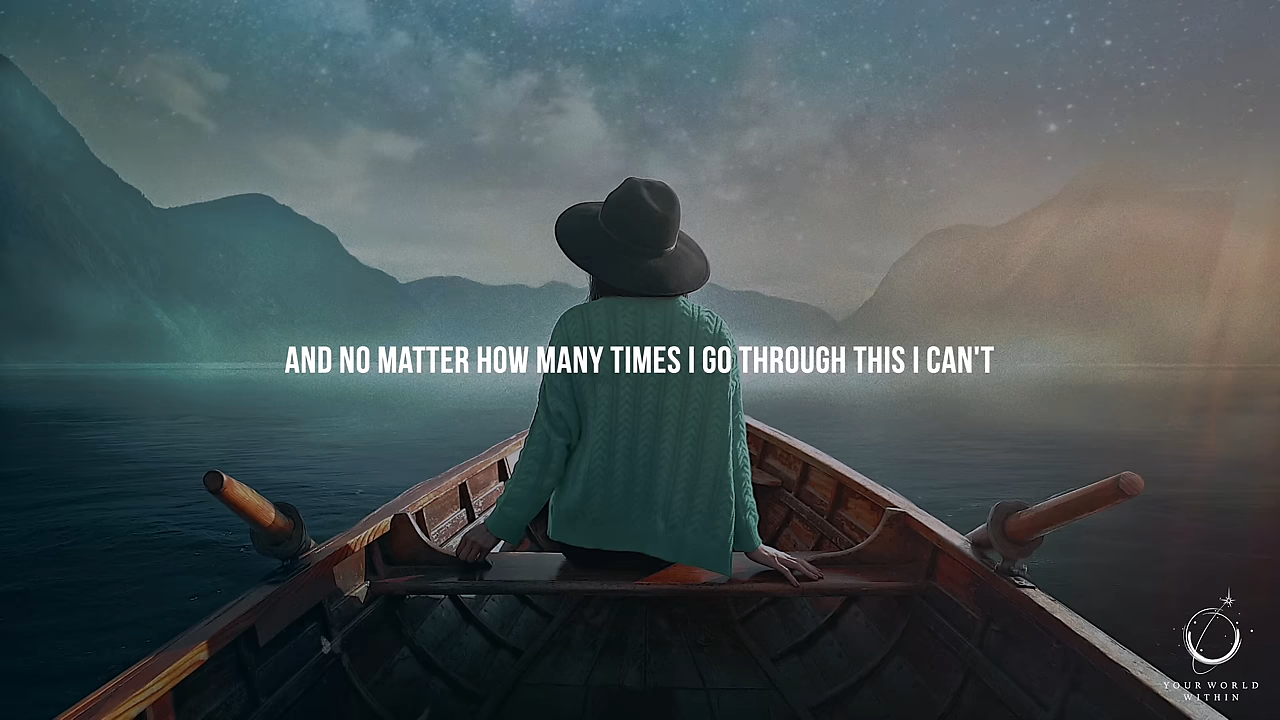 AND NO MATTER HOW MANY TIMES I GO THROUGH THIS I CAN'T
YOUR WORLD
WITHIN